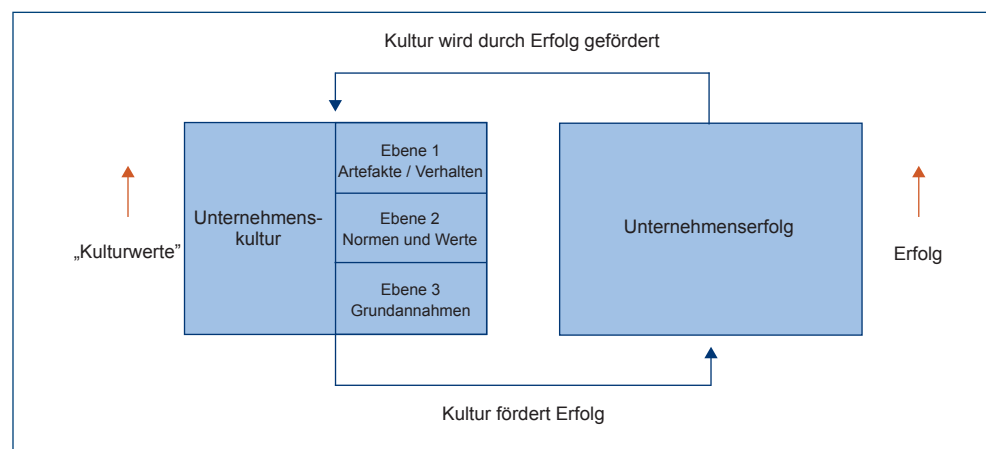 Kultur wird durch Erfolg gefördert
Ebene 1
Artefakte / Verhalten
Unternehmens-
kultur
Ebene 2
Normen und Werte
Ebene 3
Grundannahmen
Unternehmenserfolg
„Kulturwerte”
Erfolg
Kultur fördert Erfolg